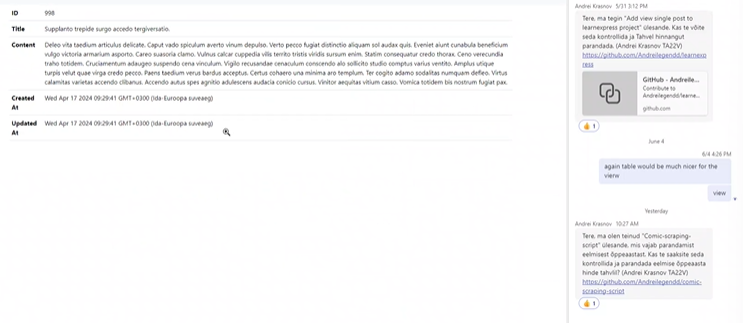 ID 998
Title Supplanto trepide surgo accedo tergiversatio.
Content Deleo vita taedium articulus delicate. Caput vado spiculum averto vinum depulso. Verto pecco fugiat distinctio aliquam sol audax quis. Eveniet aiunt cunabula beneficium
vulgo victoria armarium asporto. Careo suasoria clamo. Vulnus calcar cuppedia vilis territo tristis viridis sursum enim. Statim consequatur credo thorax. Ceno verecundia
traho totidem. Cruciamentum adaugeo suspendo cena vinculum. Vigilo recusandae cenaculum conscendo alo sollicito studio comptus varius ventito. Amplus utique
turpis velut quae virga credo pecco. Paens taedium verus bardus acceptus. Certus cohaero una minima aro templum. Ter cogito adamo sodalitas numquam defleo. Virtus
calamitas varietas accendo clibanus. Accendo autus spes agnitio adulescens audacia conicio cursus. Vinitor aequitas vitium casso. Vomica totidem bis nostrum fugiat pax.
Created Wed Apr 17 2024 09:29:41 GMT+0300 (Ida-Euroopa suveaeg)
At
Updated Wed Apr 17 2024 09:29:41 GMT+0300 (Ida-Euroopa suveaeg)
At
Andrei Krasnov 5/31 3:12 PM
Tere, ma tegin "Add view single post to
learnexpress project" ülesande. Kas te võite
seda kontrollida ja Tahvel hinnangut
parandada. (Andrei Krasnov TA22V)
https://github.com/Andreilegendd/learnexp
ress
GitHub - Andreile...
Contribute to
Andreilegendd/learne...
github.com
1
June 4
6/4 4:26 PM
again table would be much nicer for the
vierw
view
Yesterday
Andrei Krasnov 10:27 AM
Tere, ma olen teinud "Comic-scraping-
script" ülesande, mis vajab parandamist
eelmisest õppeaastast. Kas te saaksite seda
kontrollida ja parandada eelmise õppeaasta
hinde tahvlil? (Andrei Krasnov TA22V)
https://github.com/Andreilegendd/comic-
scraping-script
1